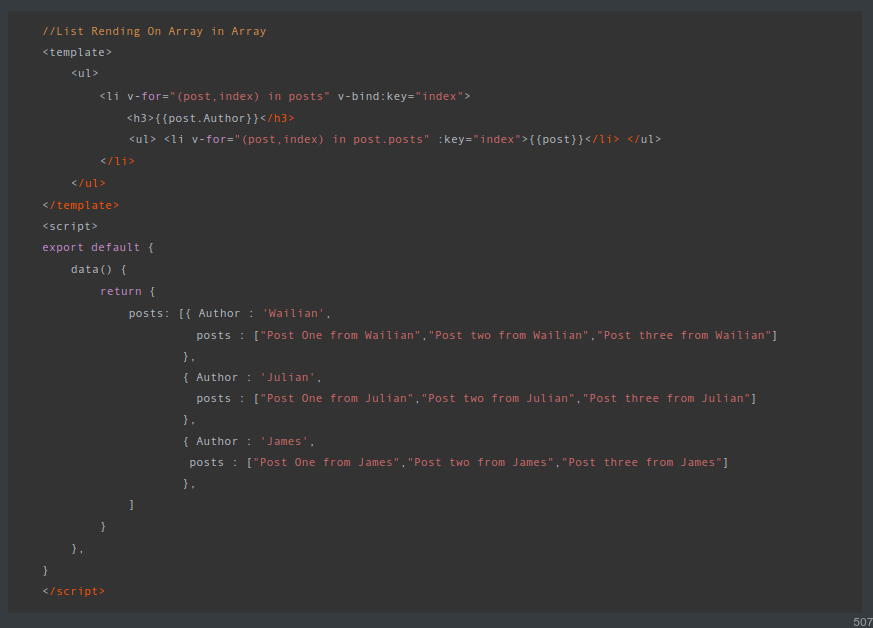 //List Rending On Array in Array
<template>
<ul>
<li v-for="(post,index) in posts" v-bind:key="index">
<h3>{{post.Author}}</h3>
<ul> <li v-for="(post,index) in post.posts" :key="index">{{post}}</li> </ul>
</li>
</ul>
</template>
<script>
export default {
data() {
return {
posts: [{ Author : 'Wailian',
posts : ["Post One from Wailian","Post two from Wailian","Post three from Wailian"]
},
{ Author : 'Julian',
posts : ["Post One from Julian","Post two from Julian","Post three from Julian"]
},
{ Author : 'James',
posts : ["Post One from James","Post two from James","Post three from James"]
},
]
}
},
}
</script>
507